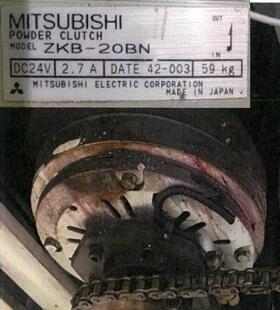 MITSUBISHI OUT
POWDER CLUTCH
MODEL ZKB-20BN
IN
DC24V 2.7 A DATE 42-003 59 kg
MITSUBISHI ELECTRIC CORPORATION
MADE IN JAPAN